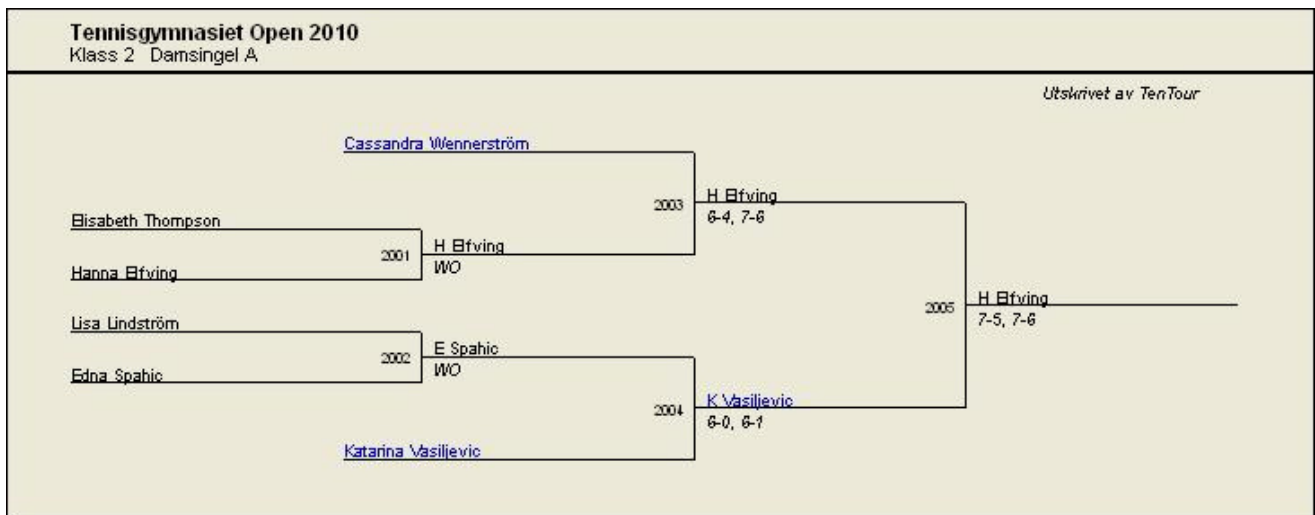 Tennisgymnasiet Open 2010
Klass 2 Damsingel A
Utskrivet av TenTour
Cassandra Wennerström
2003
H Elfving
6-4, 7-6
Elisabeth Thompson
2001
H Elfving
WO
Hanna Elfving
2005
H Elfving
7-5, 7-6
Lisa Lindström
2002
E Spahic
WO
Edna Spahic
2004
K Vasiljevic
6-0, 6-1
Katarina Vasiljevic